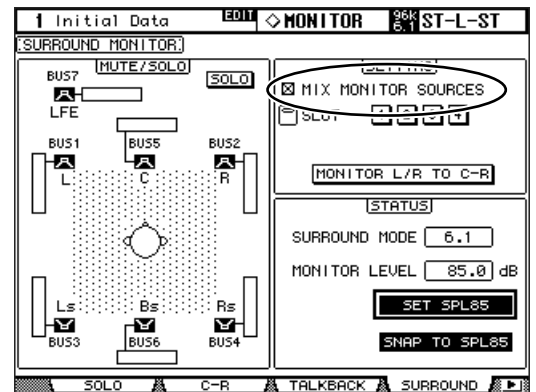 1 Initial Data EDIT ◇MONITOR 96k 6.1 ST-L-ST
SURROUND MONITOR
MUTE/SOLO
SOLO
BUS7
LFE
BUS1 BUS5 BUS2
L C R
Ls Bs Rs
BUS3 BUS6 BUS4
MIX MONITOR SOURCES
SLOT 1 2 3 4
MONITOR L/R TO C-R
STATUS
SURROUND MODE 6.1
MONITOR LEVEL 85.0 dB
SET SPL85
SNAP TO SPL85
SOLO C-R TALKBACK SURROUND